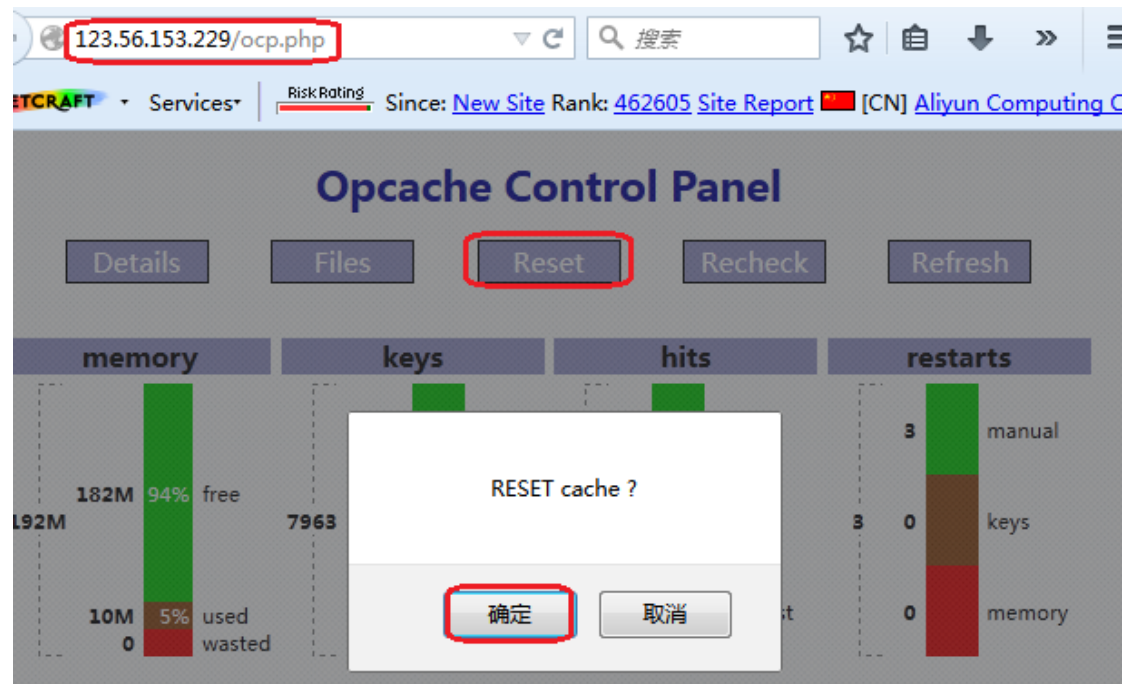 123.56.153.229/ocp.php 搜索
Services Risk Rating Since: New Site Rank: 462605 Site Report [CN] Aliyun Computing
Opcache Control Panel
Details Files Reset Recheck Refresh
memory keys hits restarts
3 manual
RESET cache ?
182M 94% free
192M 7963 3 0 keys
确定 取消
10M 5% used 0 memory
0 wasted